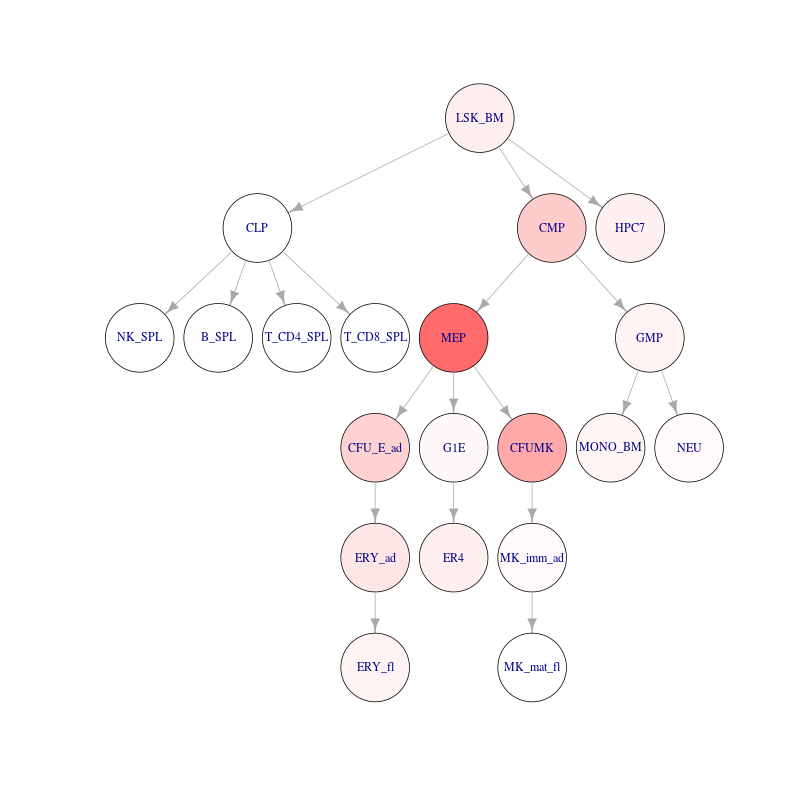 LSK_BM
CLP
CMP
HPC7
NK_SPL
B_SPL
T_CD4_SPL
T_CD8_SPL
MEP
GMP
CFU_E_ad
G1E
CFUMK
MONO_BM
NEU
ERY_ad
ER4
MK_imm_ad
ERY_fl
MK_mat_fl